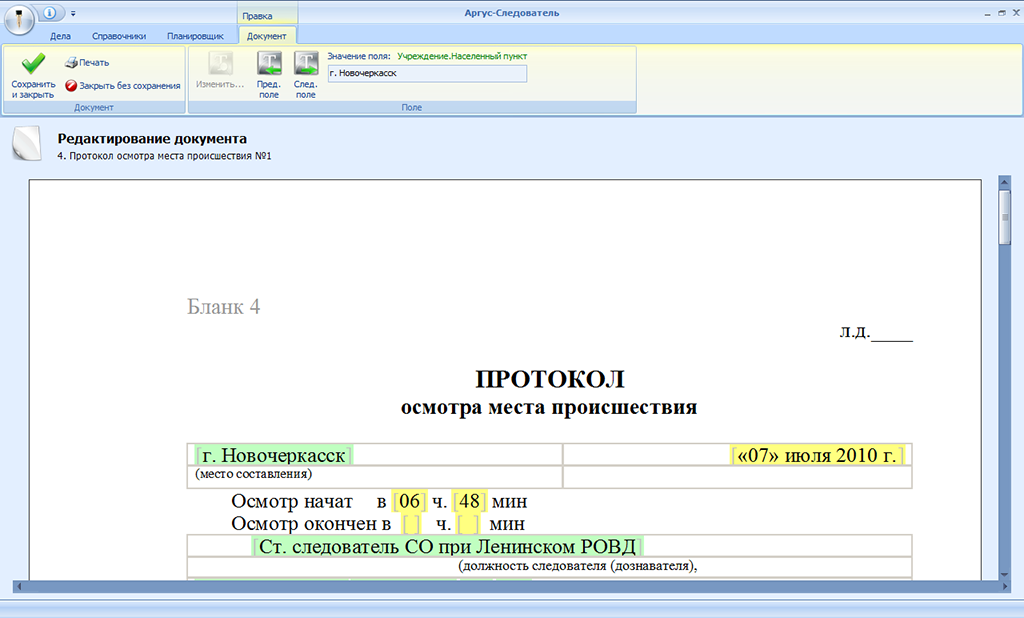 Правка
Аргус-Следователь
Дела Справочники Планировщик Документ
Сохранить и закрыть
Печать
Закрыть без сохранения
Документ
Изменить...
Пред. поле
След. поле
Значение поля: Учреждение.Населенный пункт
г. Новочеркасск
Поле
Редактирование документа
4. Протокол осмотра места происшествия №1
Бланк 4
л.д._____
ПРОТОКОЛ
осмотра места происшествия
[г. Новочеркасск] [«07» июля 2010 г.]
(место составления)
Осмотр начат в [06] ч. [48] мин
Осмотр окончен в [ ] ч. [ ] мин
[Ст. следователь СО при Ленинском РОВД]
(должность следователя (дознавателя),